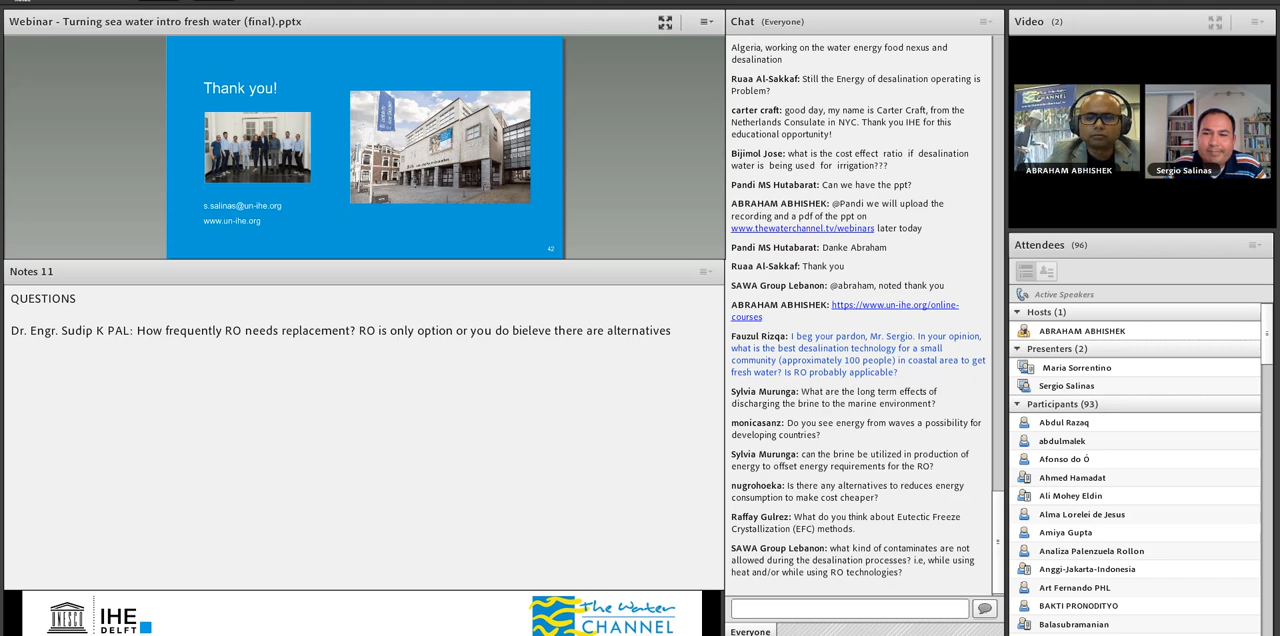 Webinar - Turning sea water intro fresh water (final).pptx
Thank you!
s.salinas@un-ihe.org
www.un-ihe.org
42
Notes 11
QUESTIONS
Dr. Engr. Sudip K PAL: How frequently RO needs replacement? RO is only option or you do bieleve there are alternatives
UNESCO
IHE
DELFT
The Water
CHANNEL
Chat (Everyone)
Algeria, working on the water energy food nexus and
desalination
Ruaa Al-Sakkaf: Still the Energy of desalination operating is
Problem?
carter craft: good day, my name is Carter Craft, from the
Netherlands Consulate in NYC. Thank you IHE for this
educational opportunity!
Bijimol Jose: what is the cost effect ratio if desalination
water is being used for irrigation???
Pandi MS Hutabarat: Can we have the ppt?
ABRAHAM ABHISHEK: @Pandi we will upload the
recording and a pdf of the ppt on
www.thewaterchannel.tv/webinars later today
Pandi MS Hutabarat: Danke Abraham
Ruaa Al-Sakkaf: Thank you
SAWA Group Lebanon: @abraham, noted thank you
ABRAHAM ABHISHEK: https://www.un-ihe.org/online-
courses
Fauzul Rizqa: I beg your pardon, Mr. Sergio. In your opinion,
what is the best desalination technology for a small
community (approximately 100 people) in coastal area to get
fresh water? Is RO probably applicable?
Sylvia Murunga: What are the long term effects of
discharging the brine to the marine environment?
monicasanz: Do you see energy from waves a possibility for
developing countries?
Sylvia Murunga: can the brine be utilized in production of
energy to offset energy requirements for the RO?
nugrohoeka: Is there any alternatives to reduces energy
consumption to make cost cheaper?
Raffay Gulrez: What do you think about Eutectic Freeze
Crystallization (EFC) methods.
SAWA Group Lebanon: what kind of contaminates are not
allowed during the desalination processes? i.e, while using
heat and/or while using RO technologies?
Everyone
Video (2)
CHANNEL
ABRAHAM ABHISHEK
Sergio Salinas
Attendees (96)
Active Speakers
Hosts (1)
ABRAHAM ABHISHEK
Presenters (2)
Maria Sorrentino
Sergio Salinas
Participants (93)
Abdul Razaq
abdulmalek
Afonso do Ó
Ahmed Hamadat
Ali Mohey Eldin
Alma Lorelei de Jesus
Amiya Gupta
Analiza Palenzuela Rollon
Anggi-Jakarta-Indonesia
Art Fernando PHL
BAKTI PRONODITYO
Balasubramanian